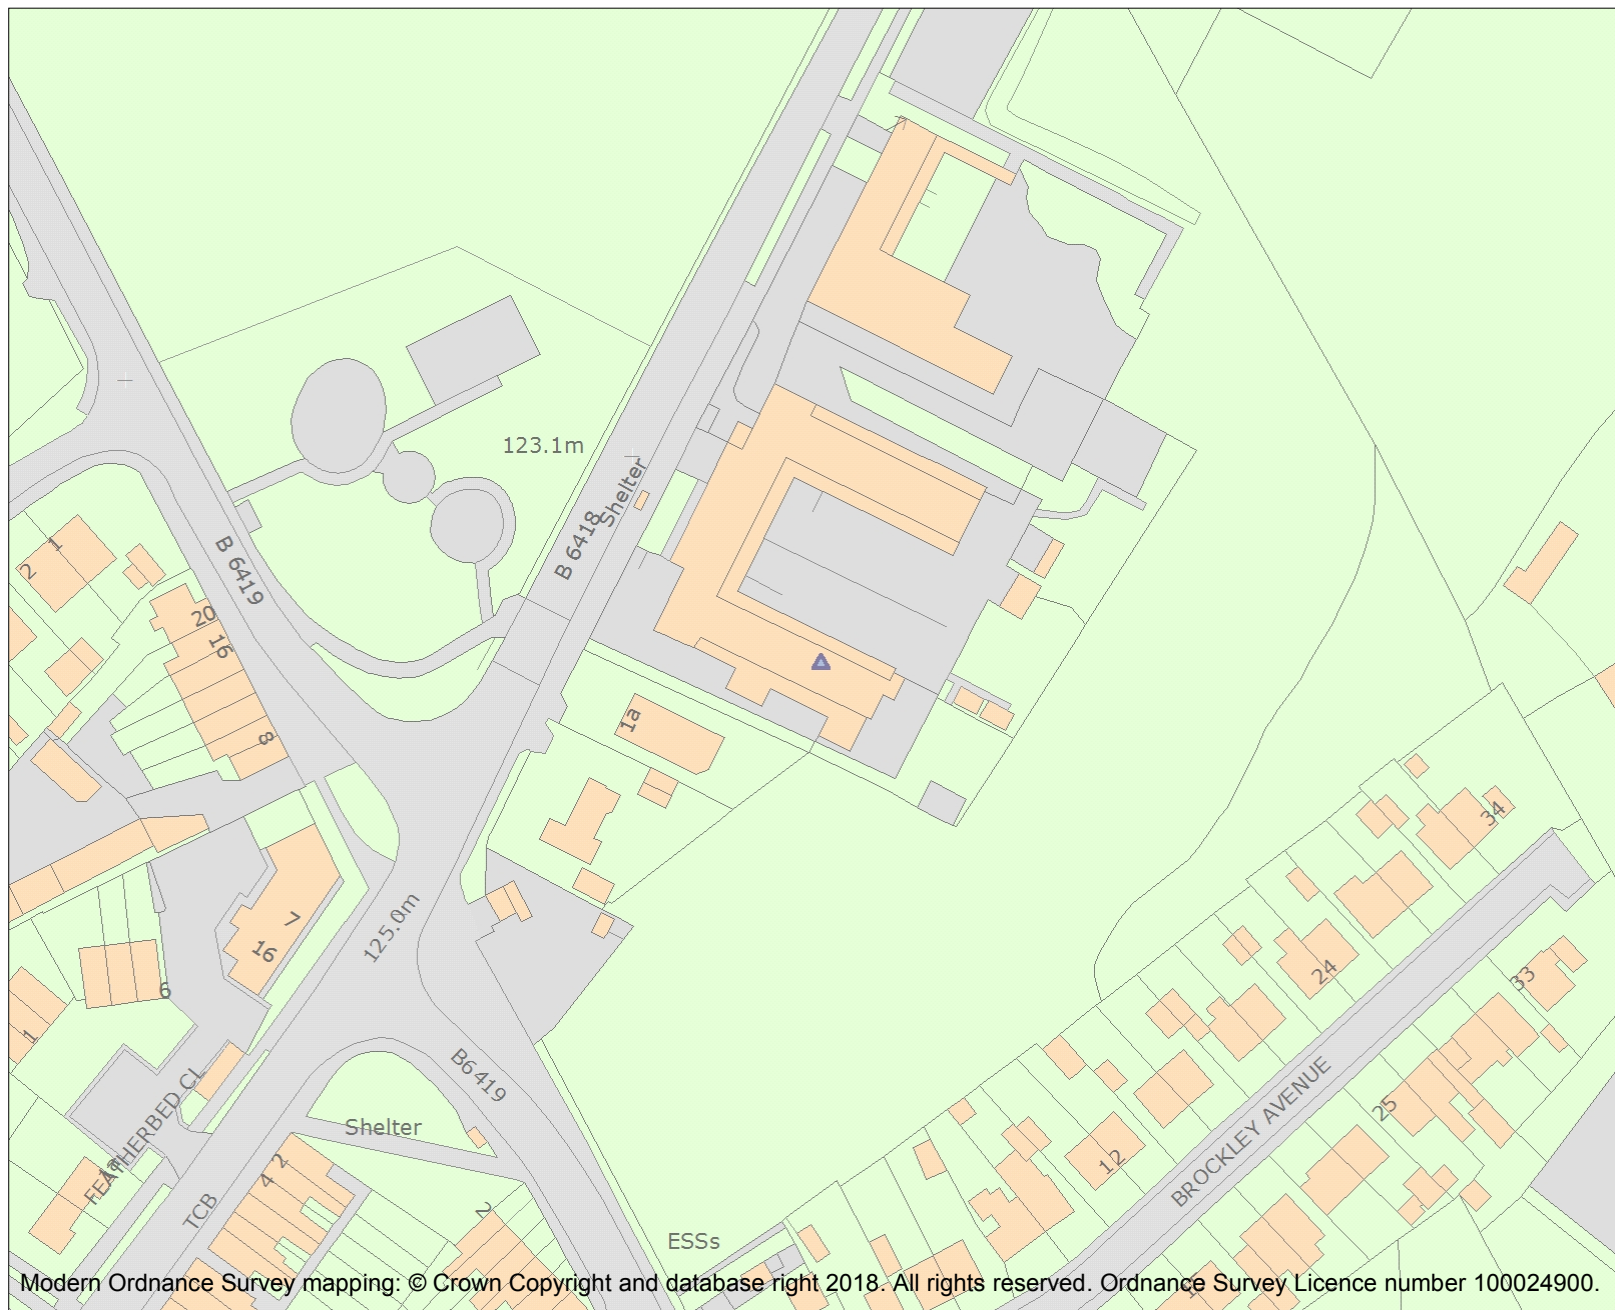 123.1m
Shelter
B 6418
B 6419
1
2
20
16
8
1a
34
7
16
125.0m
24
33
6
1
B6419
25
FEATHERBED CL
Shelter
BROCKLEY AVENUE
12
2
4
TCB
2
ESSs
Modern Ordnance Survey mapping: © Crown Copyright and database right 2018. All rights reserved. Ordnance Survey Licence number 100024900.